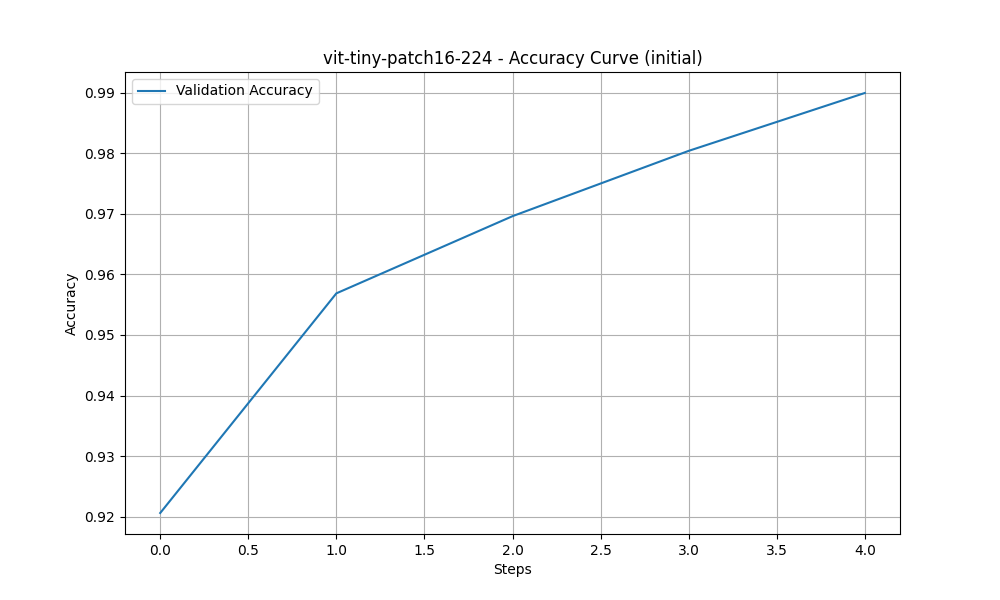 vit-tiny-patch16-224 - Accuracy Curve (initial)
Validation Accuracy
0.99
0.98
0.97
0.96
0.95
0.94
0.93
0.92
Accuracy
0.0 0.5 1.0 1.5 2.0 2.5 3.0 3.5 4.0
Steps